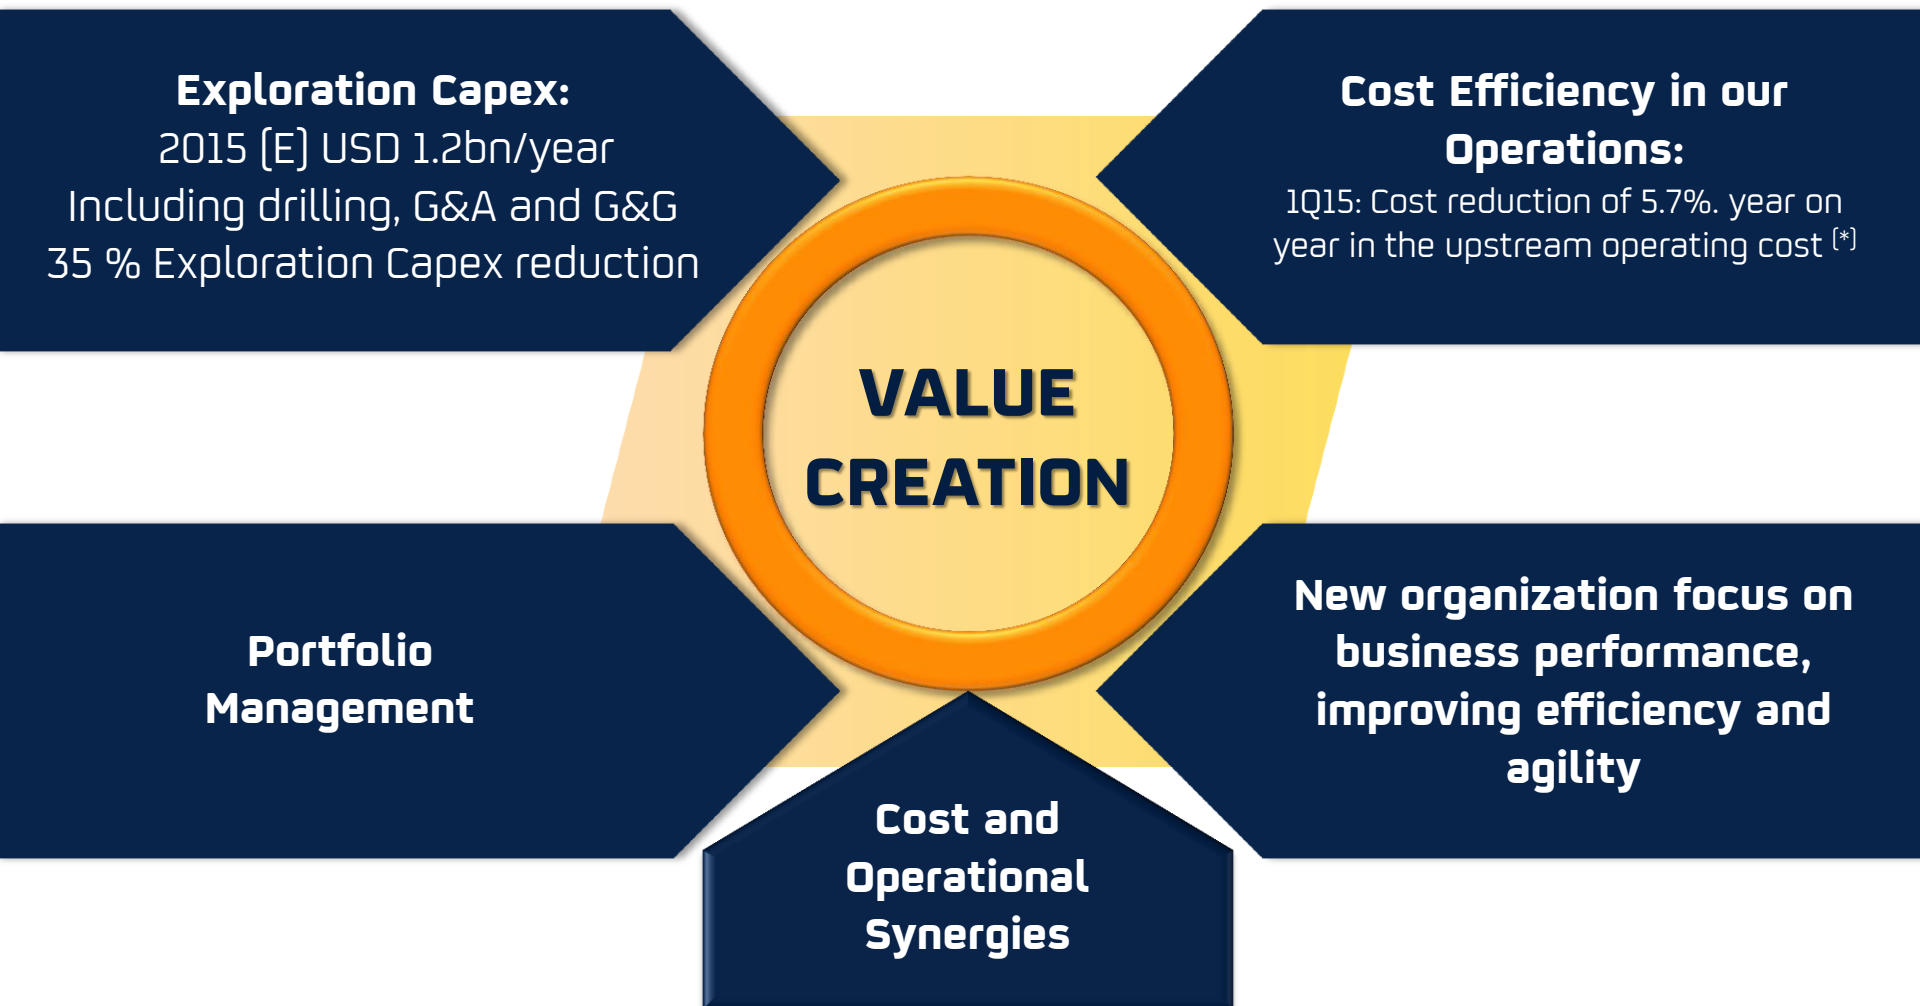 Exploration Capex:
2015 (E) USD 1.2bn/year
Including drilling, G&A and G&G
35 % Exploration Capex reduction
Cost Efficiency in our
Operations:
1Q15: Cost reduction of 5.7%. year on
year in the upstream operating cost (*)
VALUE
CREATION
Portfolio
Management
New organization focus on
business performance,
improving efficiency and
agility
Cost and
Operational
Synergies